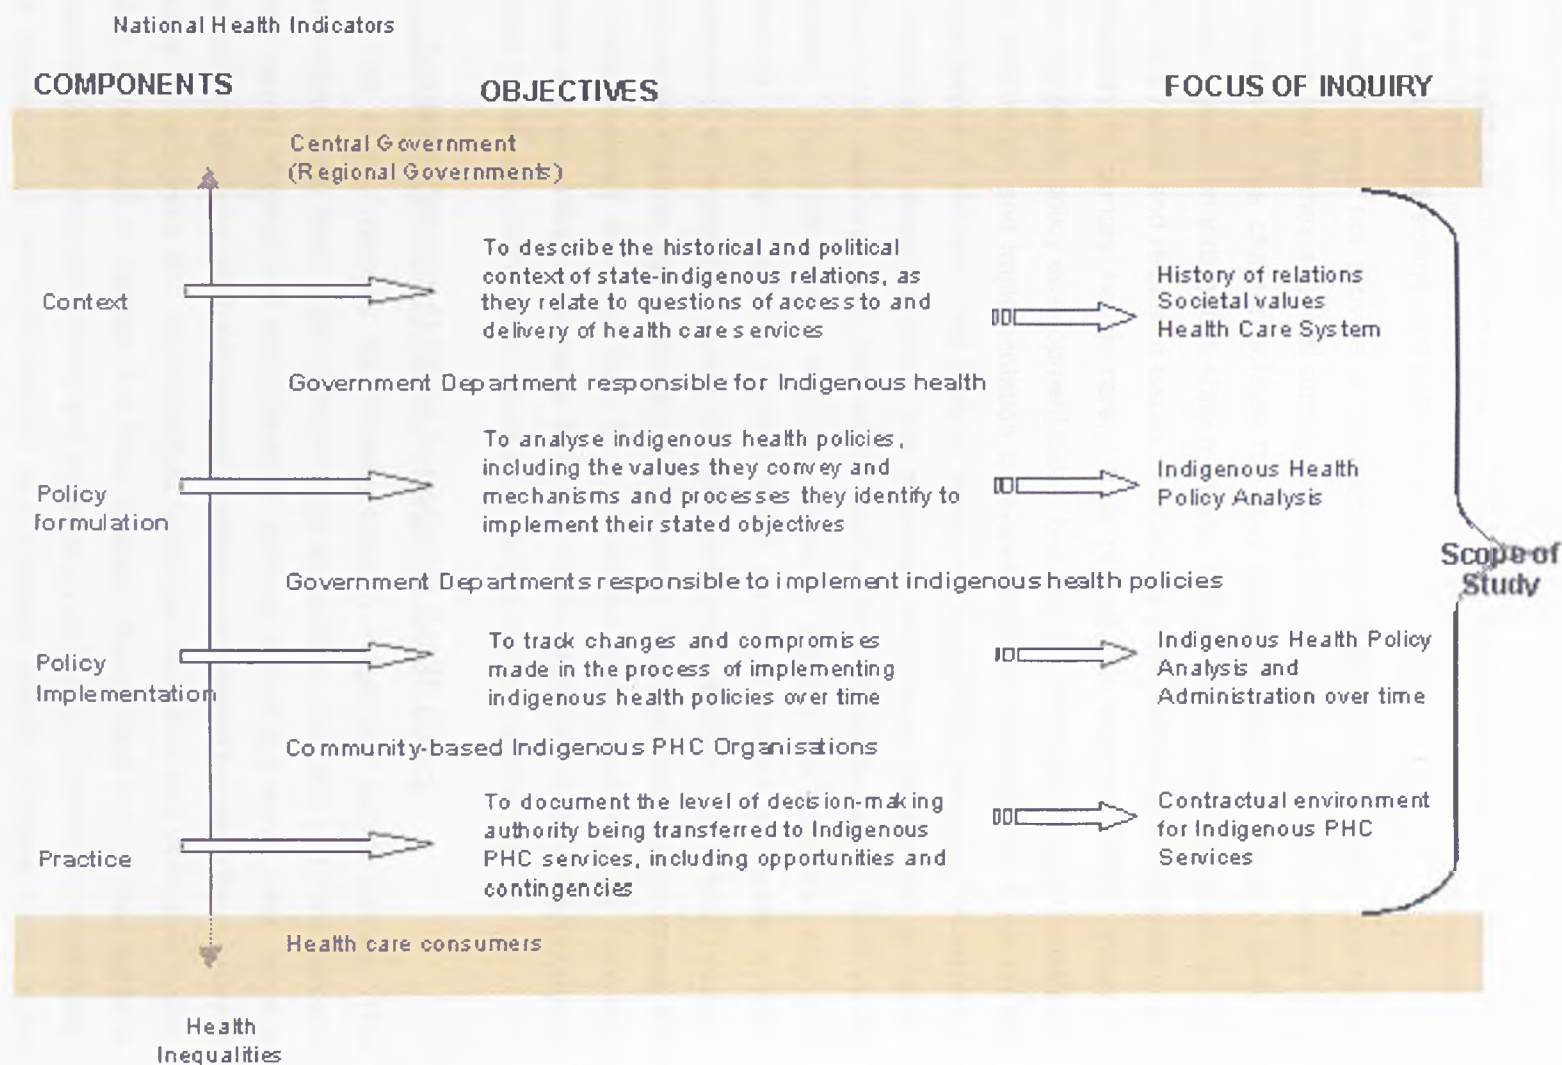 National Health Indicators
COMPONENTS
OBJECTIVES
FOCUS OF INQUIRY
Central Government
(Regional Governments)
Context
To describe the historical and political
context of state-indigenous relations, as
they relate to questions of access to and
delivery of health care services
History of relations
Societal values
Health Care System
Government Department responsible for Indigenous health
Policy
formulation
To analyse indigenous health policies,
including the values they convey and
mechanisms and processes they identify to
implement their stated objectives
Indigenous Health
Policy Analysis
Scope of
Study
Government Departments responsible to implement indigenous health policies
Policy
Implementation
To track changes and compromises
made in the process of implementing
indigenous health policies over time
Indigenous Health Policy
Analysis and
Administration over time
Community-based Indigenous PHC Organisations
Practice
To document the level of decision-making
authority being transferred to Indigenous
PHC services, including opportunities and
contingencies
Contractual environment
for Indigenous PHC
Services
Health care consumers
Health
Inequalities